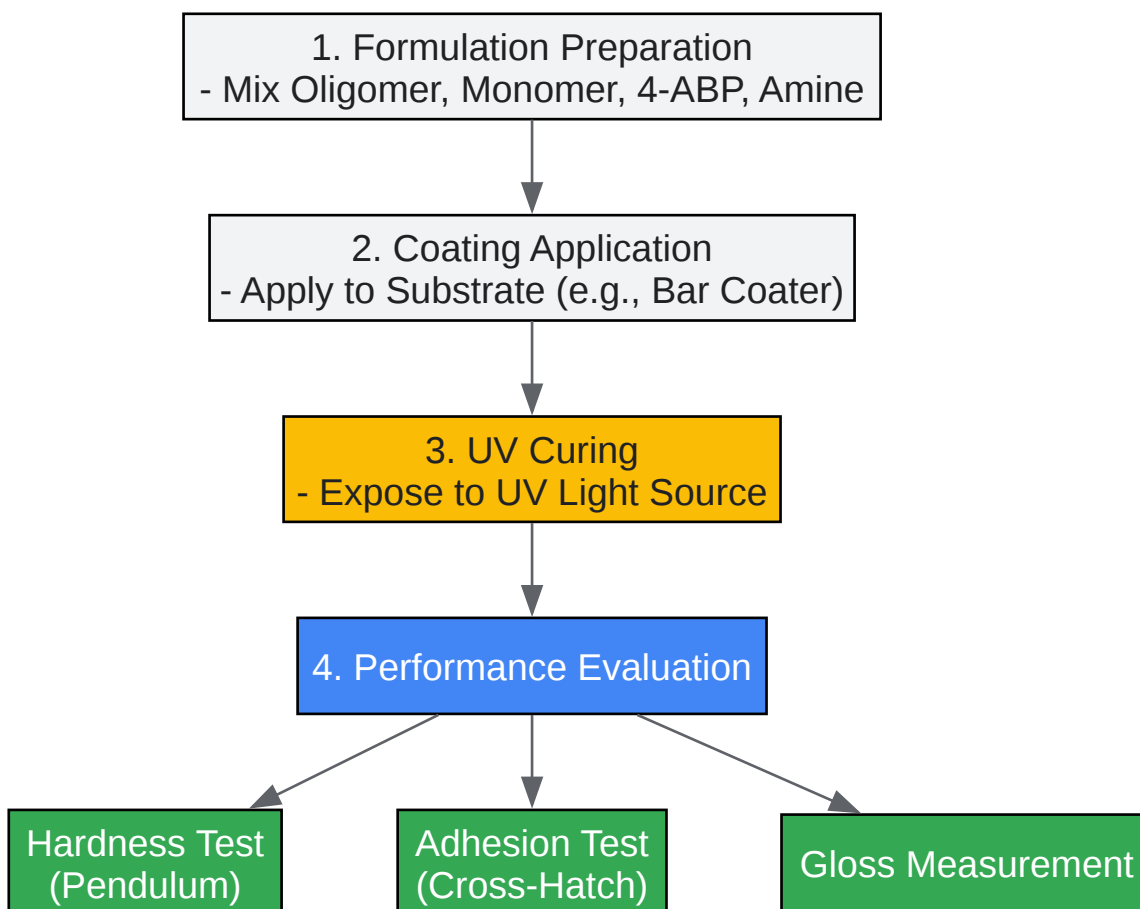 1. Formulation Preparation
- Mix Oligomer, Monomer, 4-ABP, Amine
2. Coating Application
- Apply to Substrate (e.g., Bar Coater)
3. UV Curing
- Expose to UV Light Source
4. Performance Evaluation
Hardness Test
(Pendulum)
Adhesion Test
(Cross-Hatch)
Gloss Measurement